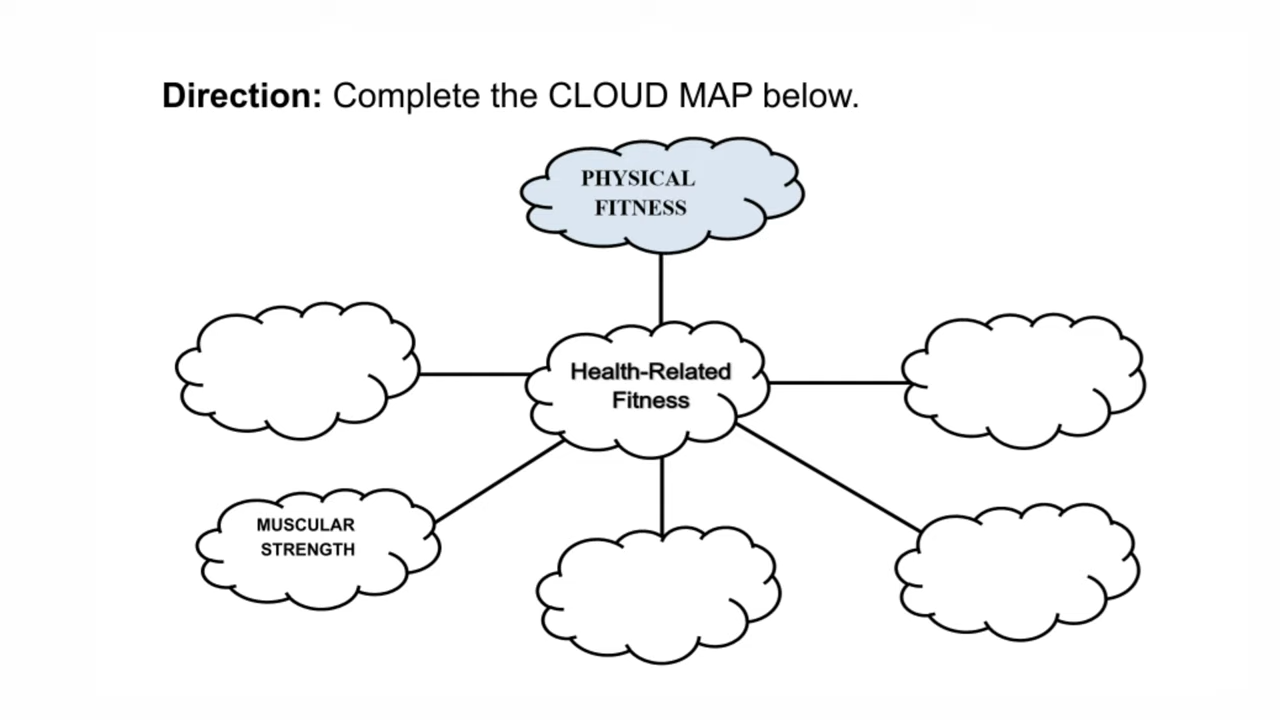 Direction: Complete the CLOUD MAP below.
PHYSICAL
FITNESS
Health-Related
Fitness
MUSCULAR
STRENGTH